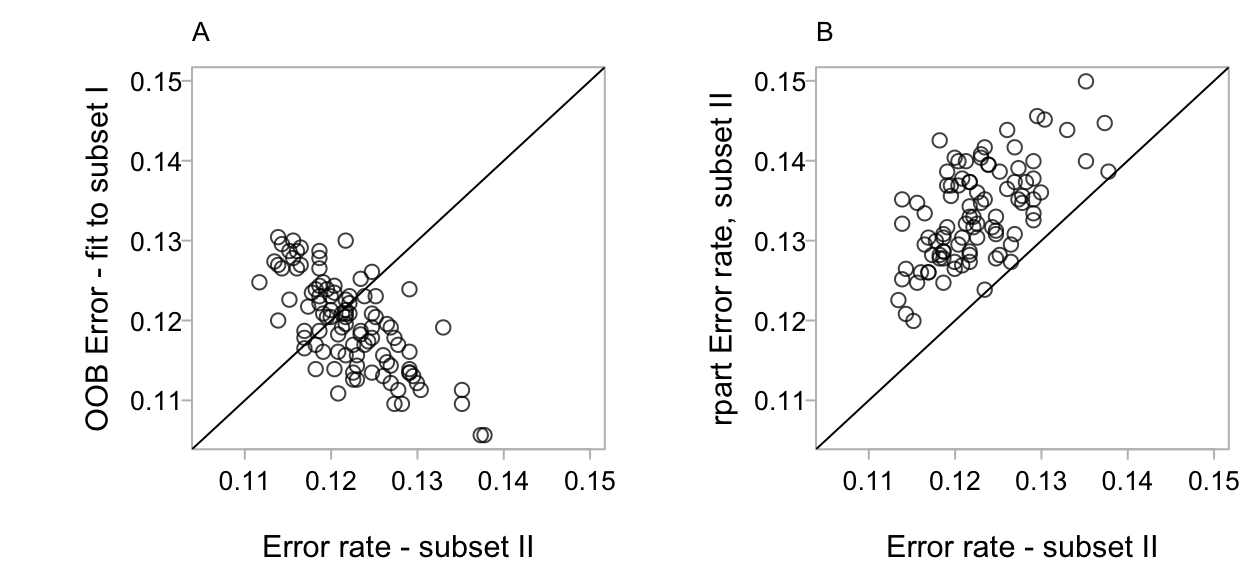 A
OOB Error - fit to subset I
0.15
0.14
0.13
0.12
0.11
0.11 0.12 0.13 0.14 0.15
Error rate - subset II
B
rpart Error rate, subset II
0.15
0.14
0.13
0.12
0.11
0.11 0.12 0.13 0.14 0.15
Error rate - subset II